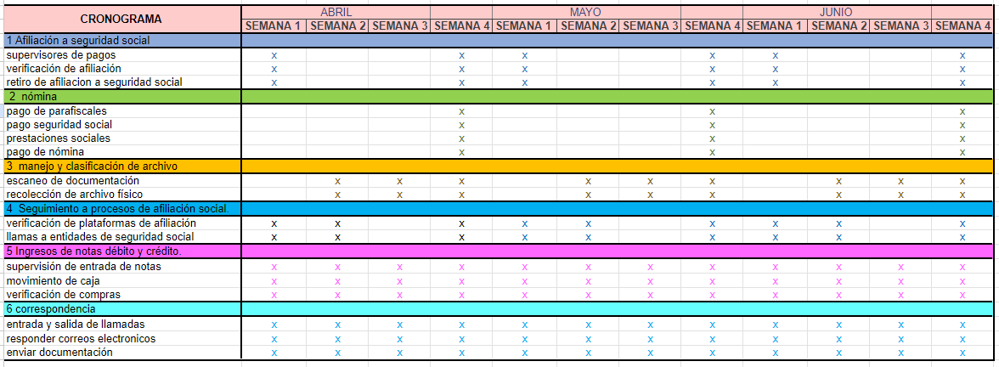 CRONOGRAMA ABRIL MAYO JUNIO
SEMANA 1 SEMANA 2 SEMANA 3 SEMANA 4 SEMANA 1 SEMANA 2 SEMANA 3 SEMANA 4 SEMANA 1 SEMANA 2 SEMANA 3 SEMANA 4
1 Afiliación a seguridad social
supervisores de pagos x x x x x x
verificación de afiliación x x x x x x
retiro de afiliacion a seguridad social x x x x x x
2 nómina
pago de parafiscales x x x
pago seguridad social x x x
prestaciones sociales x x x
pago de nómina x x x
3 manejo y clasificación de archivo
escaneo de documentación x x x x x x x x x
recolección de archivo físico x x x x x x x x x
4 Seguimiento a procesos de afiliación social.
verificación de plataformas de afiliación x x x x x x x x x
llamas a entidades de seguridad social x x x x x x x x x
5 Ingresos de notas débito y crédito.
supervisión de entrada de notas x x x x x x x x x x x x
movimiento de caja x x x x x x x x x x x x
verificación de compras x x x x x x x x x x x x
6 correspondencia
entrada y salida de llamadas x x x x x x x x x x x x
responder correos electronicos x x x x x x x x x x x x
enviar documentación x x x x x x x x x x x x